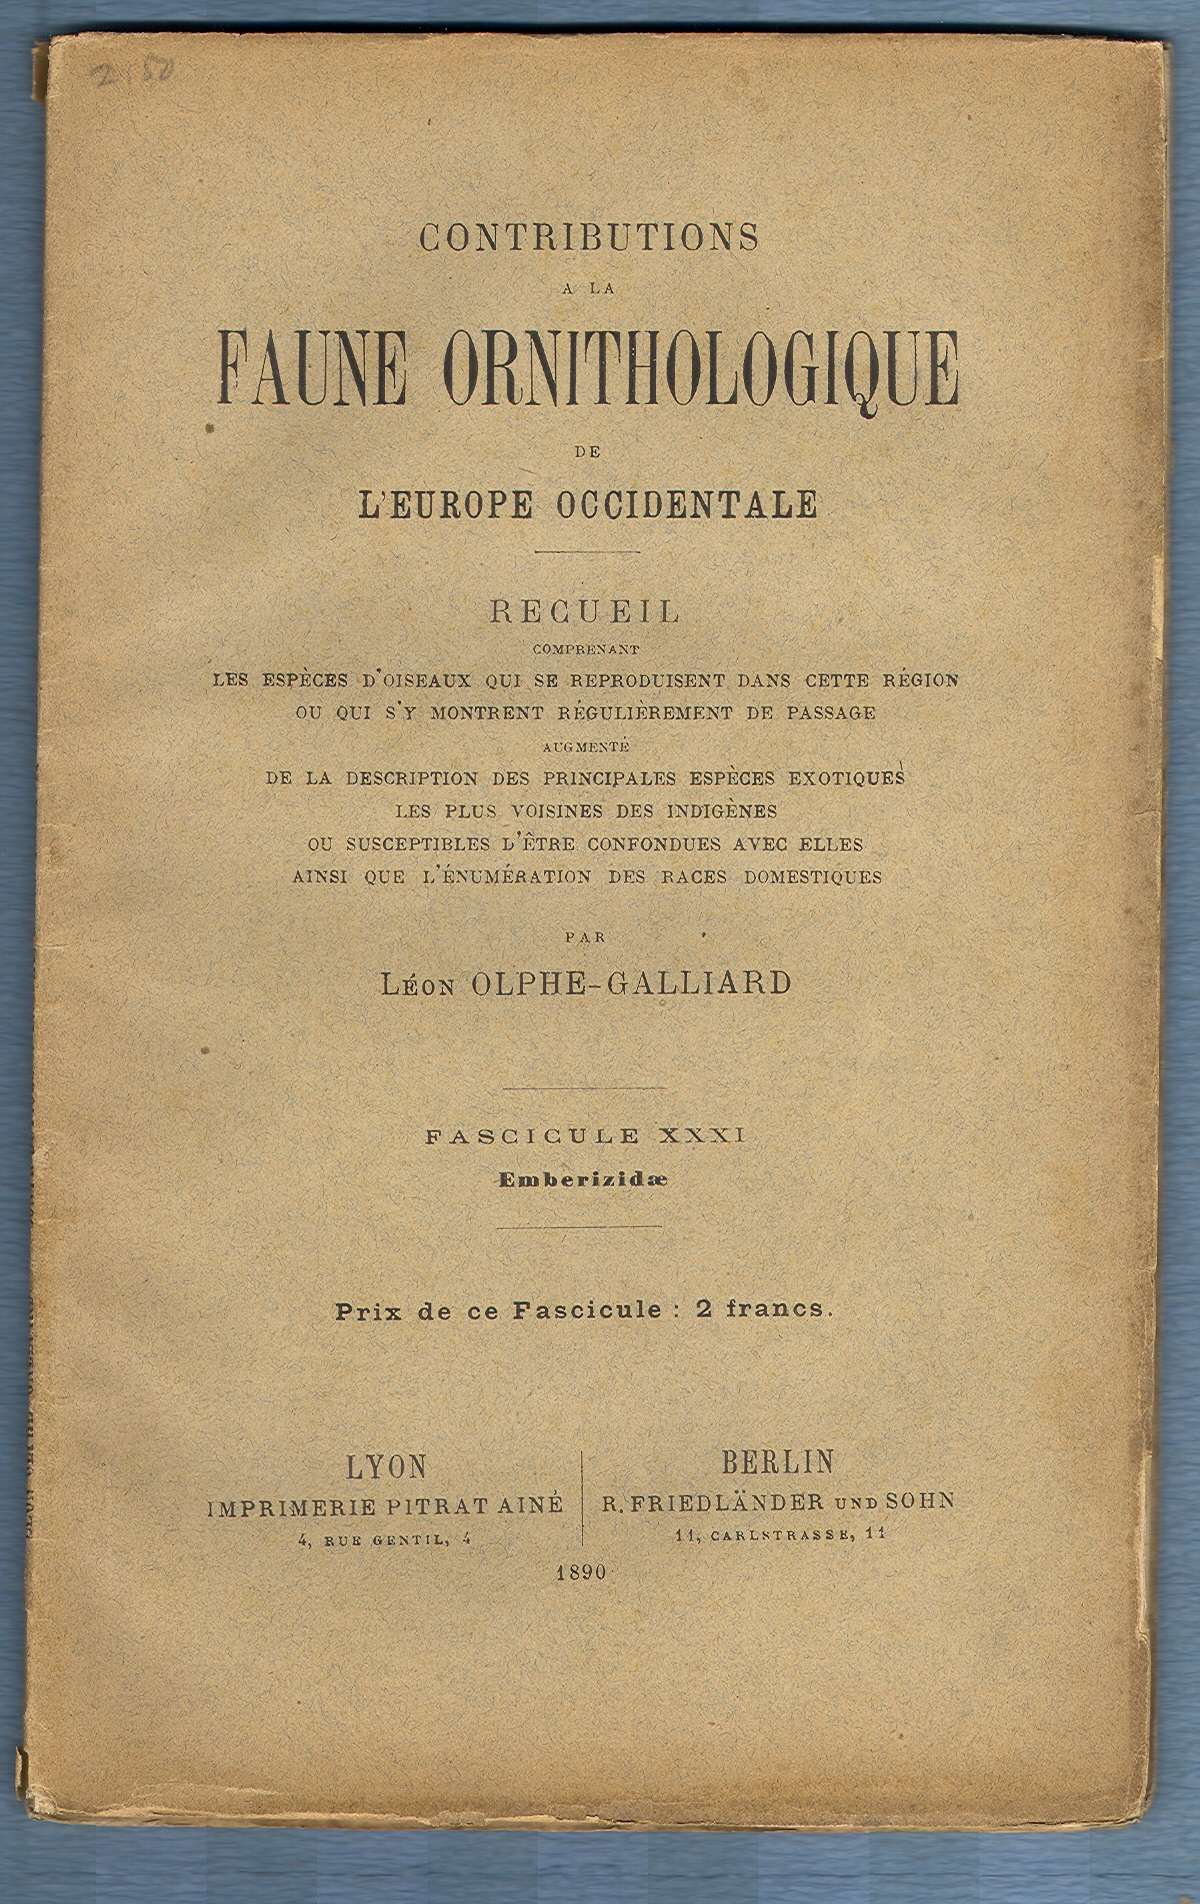 2.50
CONTRIBUTIONS
A LA
FAUNE ORNITHOLOGIQUE
DE
L'EUROPE OCCIDENTALE
RECUEIL
COMPRENANT
LES ESPÈCES D'OISEAUX QUI SE REPRODUISENT DANS CETTE RÉGION
OU QUI S'Y MONTRENT RÉGULIÈREMENT DE PASSAGE
AUGMENTÉ
DE LA DESCRIPTION DES PRINCIPALES ESPÈCES EXOTIQUES
LES PLUS VOISINES DES INDIGÈNES
OU SUSCEPTIBLES L'ÊTRE CONFONDUES AVEC ELLES
AINSI QUE L'ÉNUMÉRATION DES RACES DOMESTIQUES
PAR
LÉON OLPHE-GALLIARD
FASCICULE XXXI
Emberizidæ
Prix de ce Fascicule : 2 francs.
LYON
IMPRIMERIE PITRAT AINÉ
4, RUE GENTIL, 4
BERLIN
R. FRIEDLÄNDER UND SOHN
11, CARLSTRASSE, 11
1890